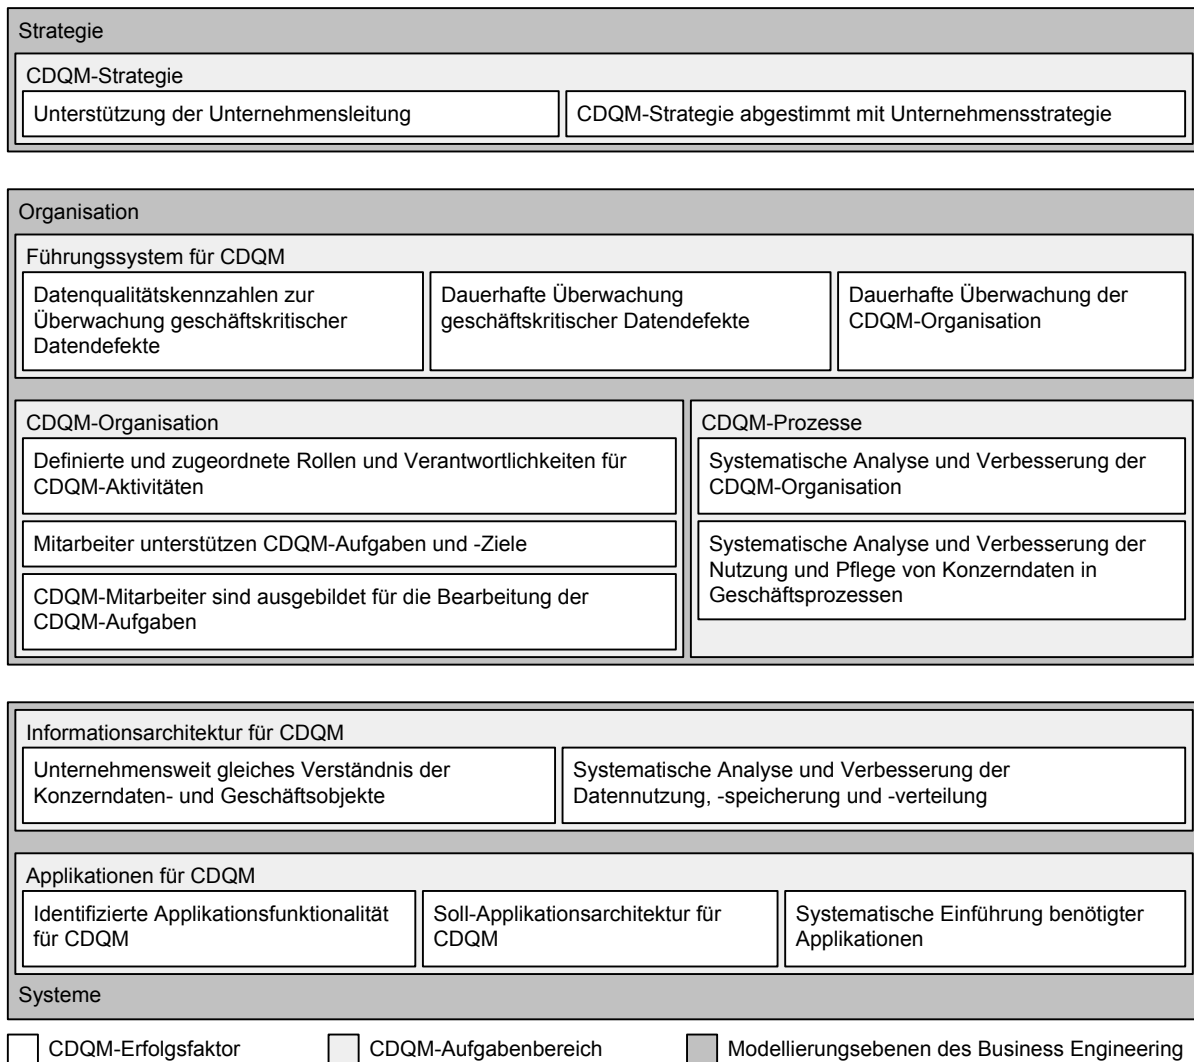 Strategie
CDQM-Strategie
Unterstützung der Unternehmensleitung
CDQM-Strategie abgestimmt mit Unternehmensstrategie
Organisation
Führungssystem für CDQM
Datenqualitätskennzahlen zur
Überwachung geschäftskritischer
Datendefekte
Dauerhafte Überwachung
geschäftskritischer Datendefekte
Dauerhafte Überwachung der
CDQM-Organisation
CDQM-Organisation
Definierte und zugeordnete Rollen und Verantwortlichkeiten für
CDQM-Aktivitäten
Mitarbeiter unterstützen CDQM-Aufgaben und -Ziele
CDQM-Mitarbeiter sind ausgebildet für die Bearbeitung der
CDQM-Aufgaben
CDQM-Prozesse
Systematische Analyse und Verbesserung der
CDQM-Organisation
Systematische Analyse und Verbesserung der
Nutzung und Pflege von Konzerndaten in
Geschäftsprozessen
Informationsarchitektur für CDQM
Unternehmensweit gleiches Verständnis der
Konzerndaten- und Geschäftsobjekte
Systematische Analyse und Verbesserung der
Datennutzung, -speicherung und -verteilung
Applikationen für CDQM
Identifizierte Applikationsfunktionalität
für CDQM
Soll-Applikationsarchitektur für
CDQM
Systematische Einführung benötigter
Applikationen
Systeme
CDQM-Erfolgsfaktor
CDQM-Aufgabenbereich
Modellierungsebenen des Business Engineering